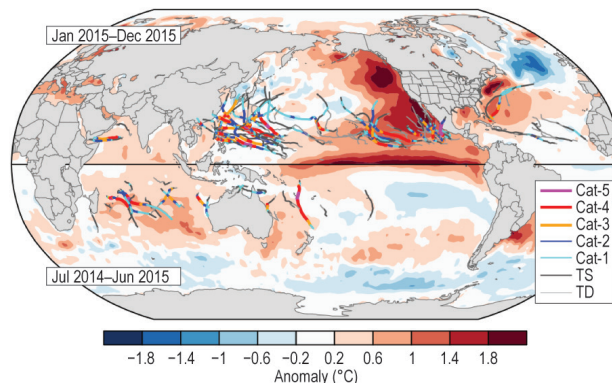 Jan 2015–Dec 2015
Jul 2014–Jun 2015
Cat-5
Cat-4
Cat-3
Cat-2
Cat-1
TS
TD
−1.8 −1.4 −1 −0.6 −0.2 0.2 0.6 1 1.4 1.8
Anomaly (°C)